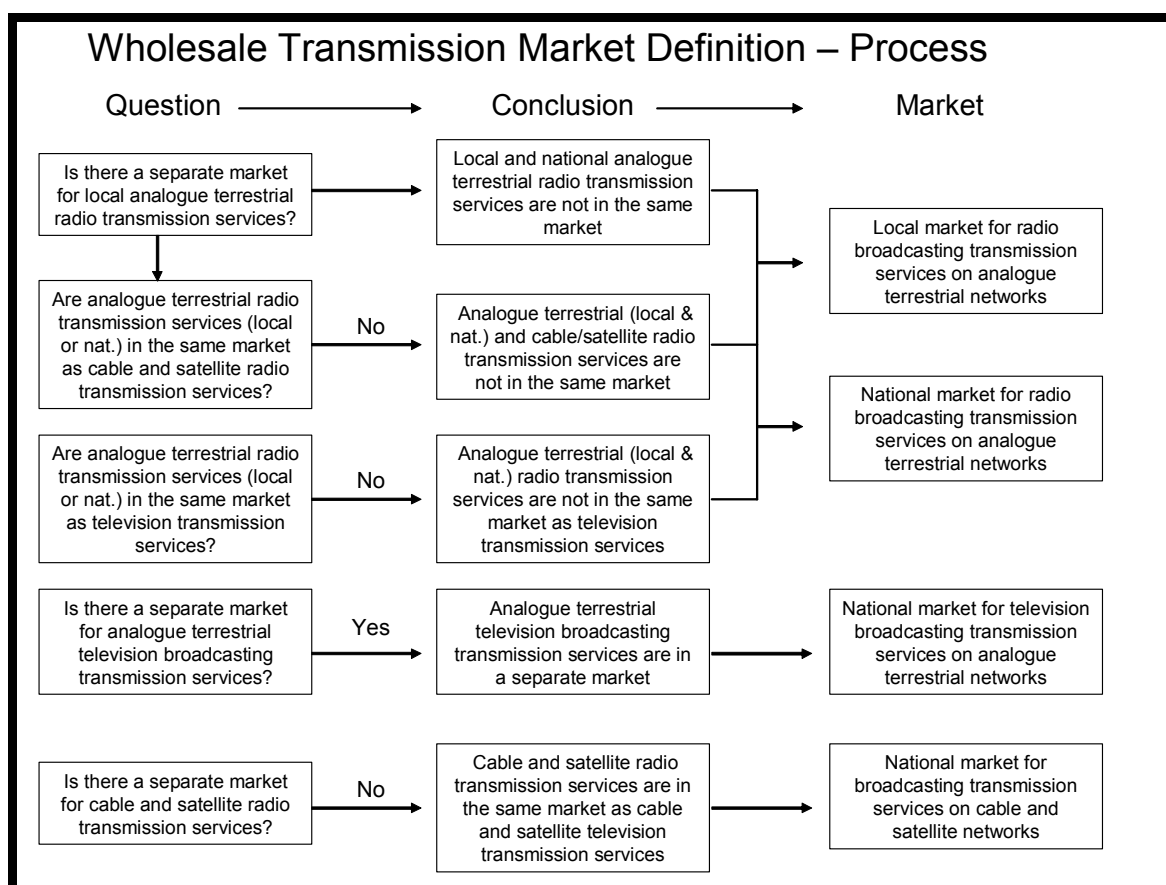 Wholesale Transmission Market Definition – Process
Question
Conclusion
Market
Is there a separate market
for local analogue terrestrial
radio transmission services?
Local and national analogue
terrestrial radio transmission
services are not in the same
market
Local market for radio
broadcasting transmission
services on analogue
terrestrial networks
Are analogue terrestrial radio
transmission services (local
or nat.) in the same market
as cable and satellite radio
transmission services?
No
Analogue terrestrial (local &
nat.) and cable/satellite radio
transmission services are
not in the same market
National market for radio
broadcasting transmission
services on analogue
terrestrial networks
Are analogue terrestrial radio
transmission services (local
or nat.) in the same market
as television transmission
services?
No
Analogue terrestrial (local &
nat.) radio transmission
services are not in the same
market as television
transmission services
Is there a separate market
for analogue terrestrial
television broadcasting
transmission services?
Yes
Analogue terrestrial
television broadcasting
transmission services are in
a separate market
National market for television
broadcasting transmission
services on analogue
terrestrial networks
Is there a separate market
for cable and satellite radio
transmission services?
No
Cable and satellite radio
transmission services are in
the same market as cable
and satellite television
transmission services
National market for
broadcasting transmission
services on cable and
satellite networks